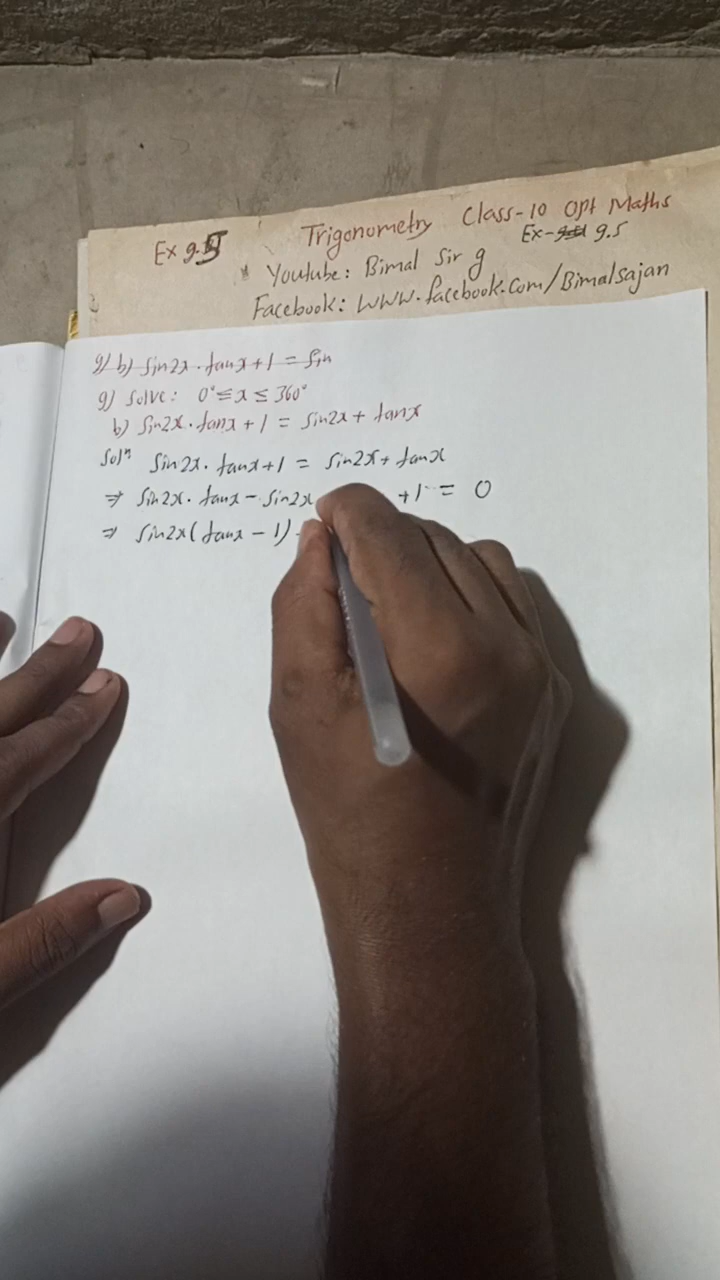 Ex 9.5 Trigonometry Class-10 Opt Maths
Ex- 9.5
Youtube: Bimal Sir g
Facebook: www.facebook.com/Bimalsajan
g) b) sin2x . tanx + 1 = sin
g) Solve: 0° ≤ x ≤ 360°
b) sin2x . tanx + 1 = sin2x + tanx
Solⁿ sin2x . tanx + 1 = sin2x + tanx
⇒ sin2x . tanx - sin2x +1 = 0
⇒ sin2x(tanx - 1) -